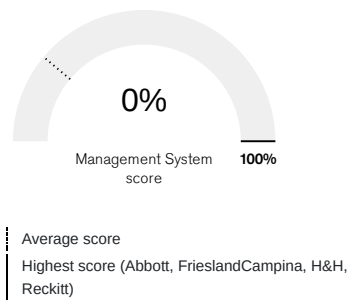 0%
Management System
score
100%
Average score
Highest score (Abbott, FrieslandCampina, H&H,
Reckitt)